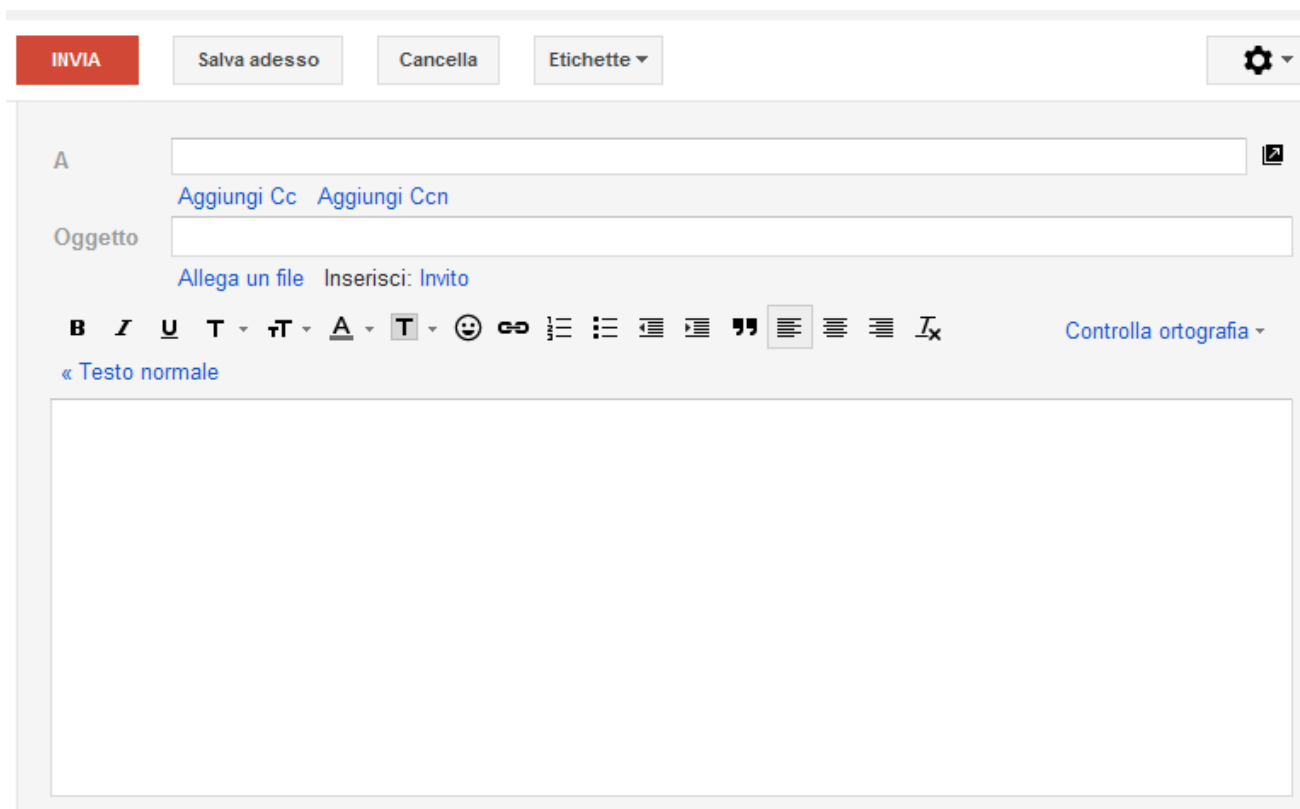 INVIA Salva adesso Cancella Etichette
A
Aggiungi Cc Aggiungi Ccn
Oggetto
Allega un file Inserisci: Invito
B I U T TT A T Controlla ortografia
« Testo normale